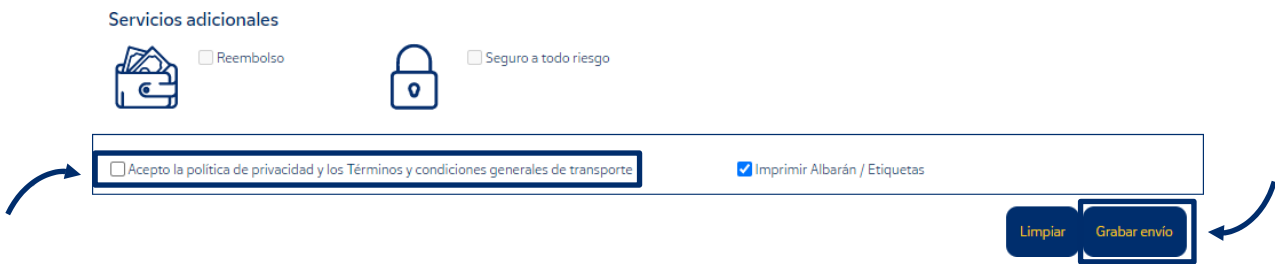 Servicios adicionales
Reembolso
Seguro a todo riesgo
Acepto la política de privacidad y los Términos y condiciones generales de transporte
Imprimir Albarán / Etiquetas
Limpiar
Grabar envío